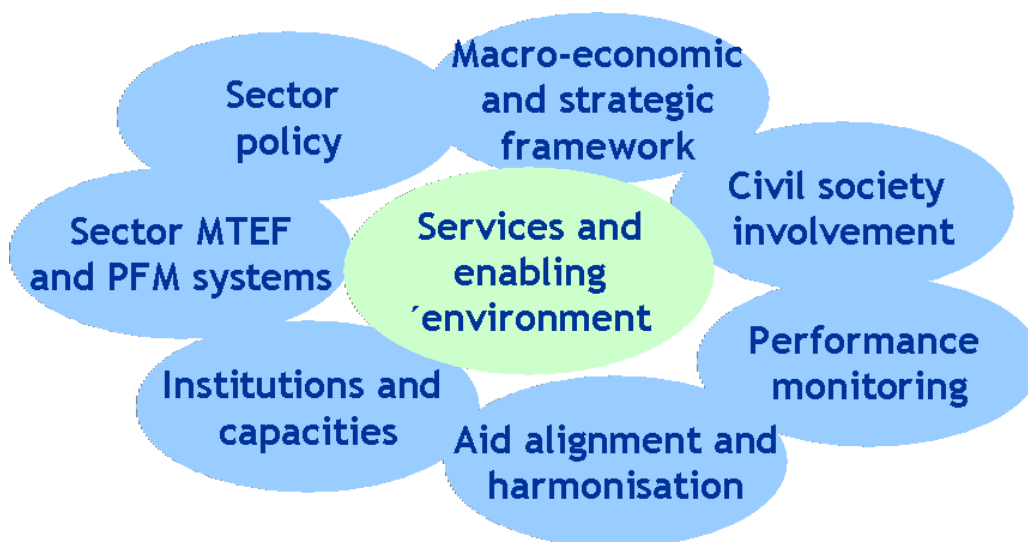 Macro-economic
and strategic
framework
Sector
policy
Civil society
involvement
Sector MTEF
and PFM systems
Services and
enabling
´environment
Performance
monitoring
Institutions and
capacities
Aid alignment and
harmonisation